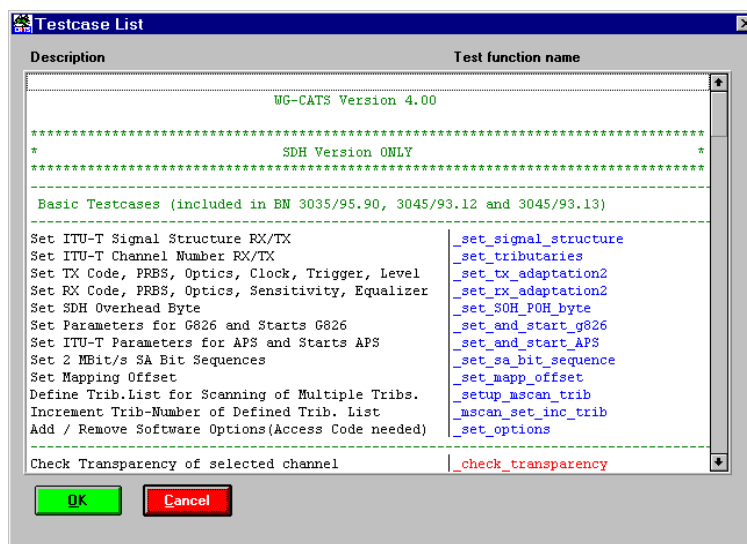 Testcase List
Description Test function name
WG-CATS Version 4.00
***********************************************************************************
* SDH Version ONLY *
***********************************************************************************
-----------------------------------------------------------------------------------
Basic Testcases (included in BN 3035/95.90, 3045/93.12 and 3045/93.13)
-----------------------------------------------------------------------------------
Set ITU-T Signal Structure RX/TX |_set_signal_structure
Set ITU-T Channel Number RX/TX |_set_tributaries
Set TX Code, PRBS, Optics, Clock, Trigger, Level |_set_tx_adaptation2
Set RX Code, PRBS, Optics, Sensitivity, Equalizer |_set_rx_adaptation2
Set SDH Overhead Byte |_set_SOH_POH_byte
Set Parameters for G826 and Starts G826 |_set_and_start_g826
Set ITU-T Parameters for APS and Starts APS |_set_and_start_APS
Set 2 MBit/s SA Bit Sequences |_set_sa_bit_sequence
Set Mapping Offset |_set_mapp_offset
Define Trib.List for Scanning of Multiple Tribs. |_setup_mscan_trib
Increment Trib-Number of Defined Trib. List |_mscan_set_inc_trib
Add / Remove Software Options(Access Code needed) |_set_options
-----------------------------------------------------------------------------------
Check Transparency of selected channel |_check_transparency
OK Cancel